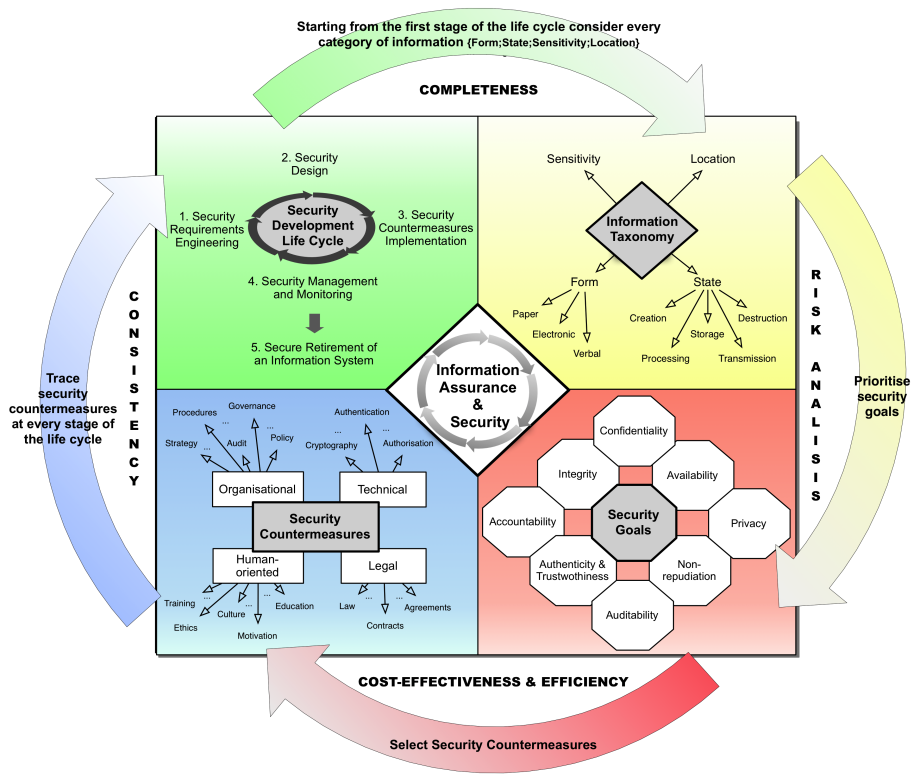 Starting from the first stage of the life cycle consider every
category of information {Form;State;Sensitivity;Location}
COMPLETENESS
2. Security
Design
1. Security
Requirements
Engineering
Security
Development
Life Cycle
3. Security
Countermeasures
Implementation
4. Security Management
and Monitoring
5. Secure Retirement of
an Information System
Sensitivity
Location
Information
Taxonomy
Form
State
Paper
Electronic
Verbal
Creation
Storage
Destruction
Processing
Transmission
RISK ANALISIS
Prioritise
security
goals
CONSISTENCY
Trace
security
countermeasures
at every stage of
the life cycle
Information
Assurance
&
Security
Procedures
Governance
...
...
Strategy
...
Audit
Policy
Organisational
Authentication
...
...
Cryptography
Authorisation
Technical
Security
Countermeasures
Human-
oriented
Legal
Training
...
...
Education
Ethics
Culture
Motivation
Law
...
Agreements
Contracts
Confidentiality
Integrity
Availability
Accountability
Security
Goals
Privacy
Authenticity &
Trustwothiness
Non-
repudiation
Auditability
COST-EFFECTIVENESS & EFFICIENCY
Select Security Countermeasures